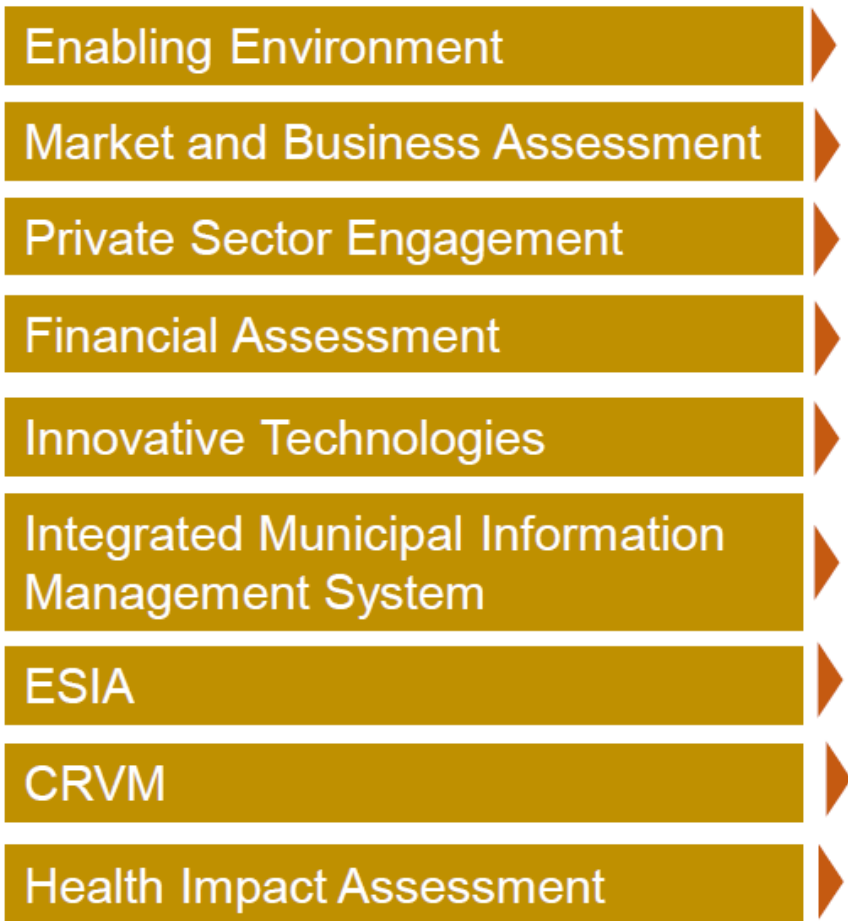 Enabling Environment
Market and Business Assessment
Private Sector Engagement
Financial Assessment
Innovative Technologies
Integrated Municipal Information
Management System
ESIA
CRVM
Health Impact Assessment